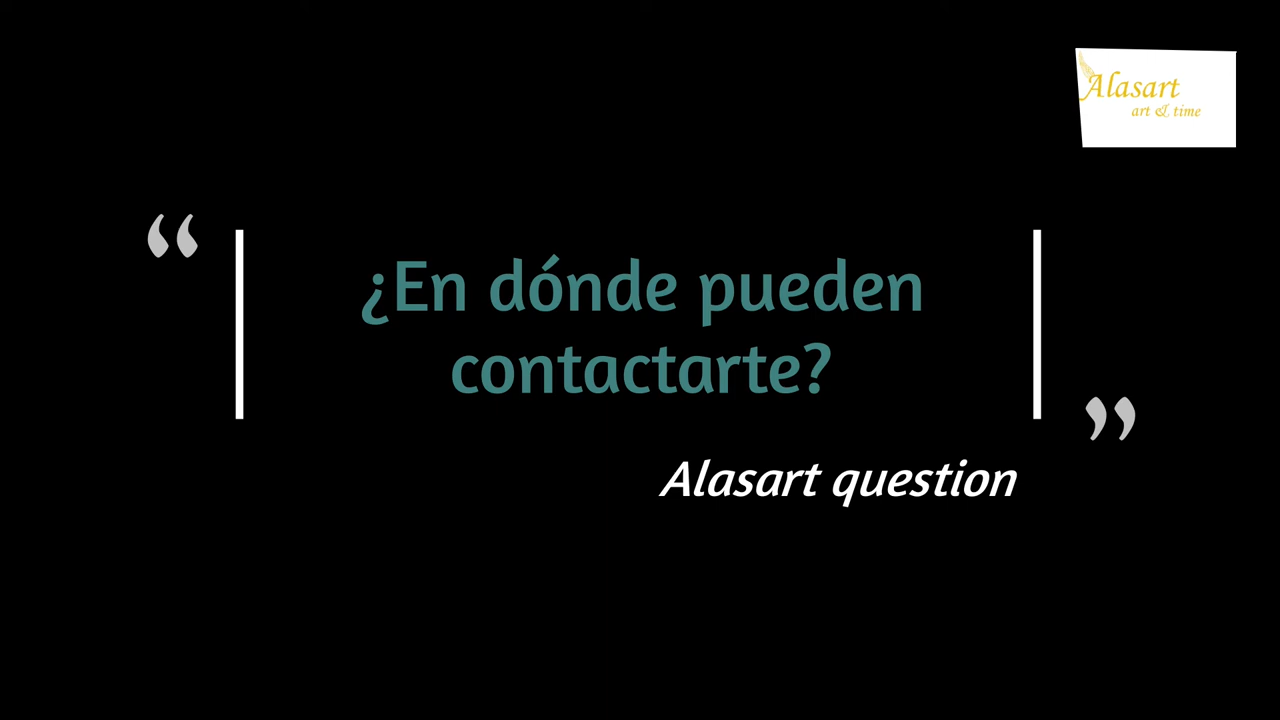 Alasart
art & time
“
¿En dónde pueden
contactarte?
”
Alasart question